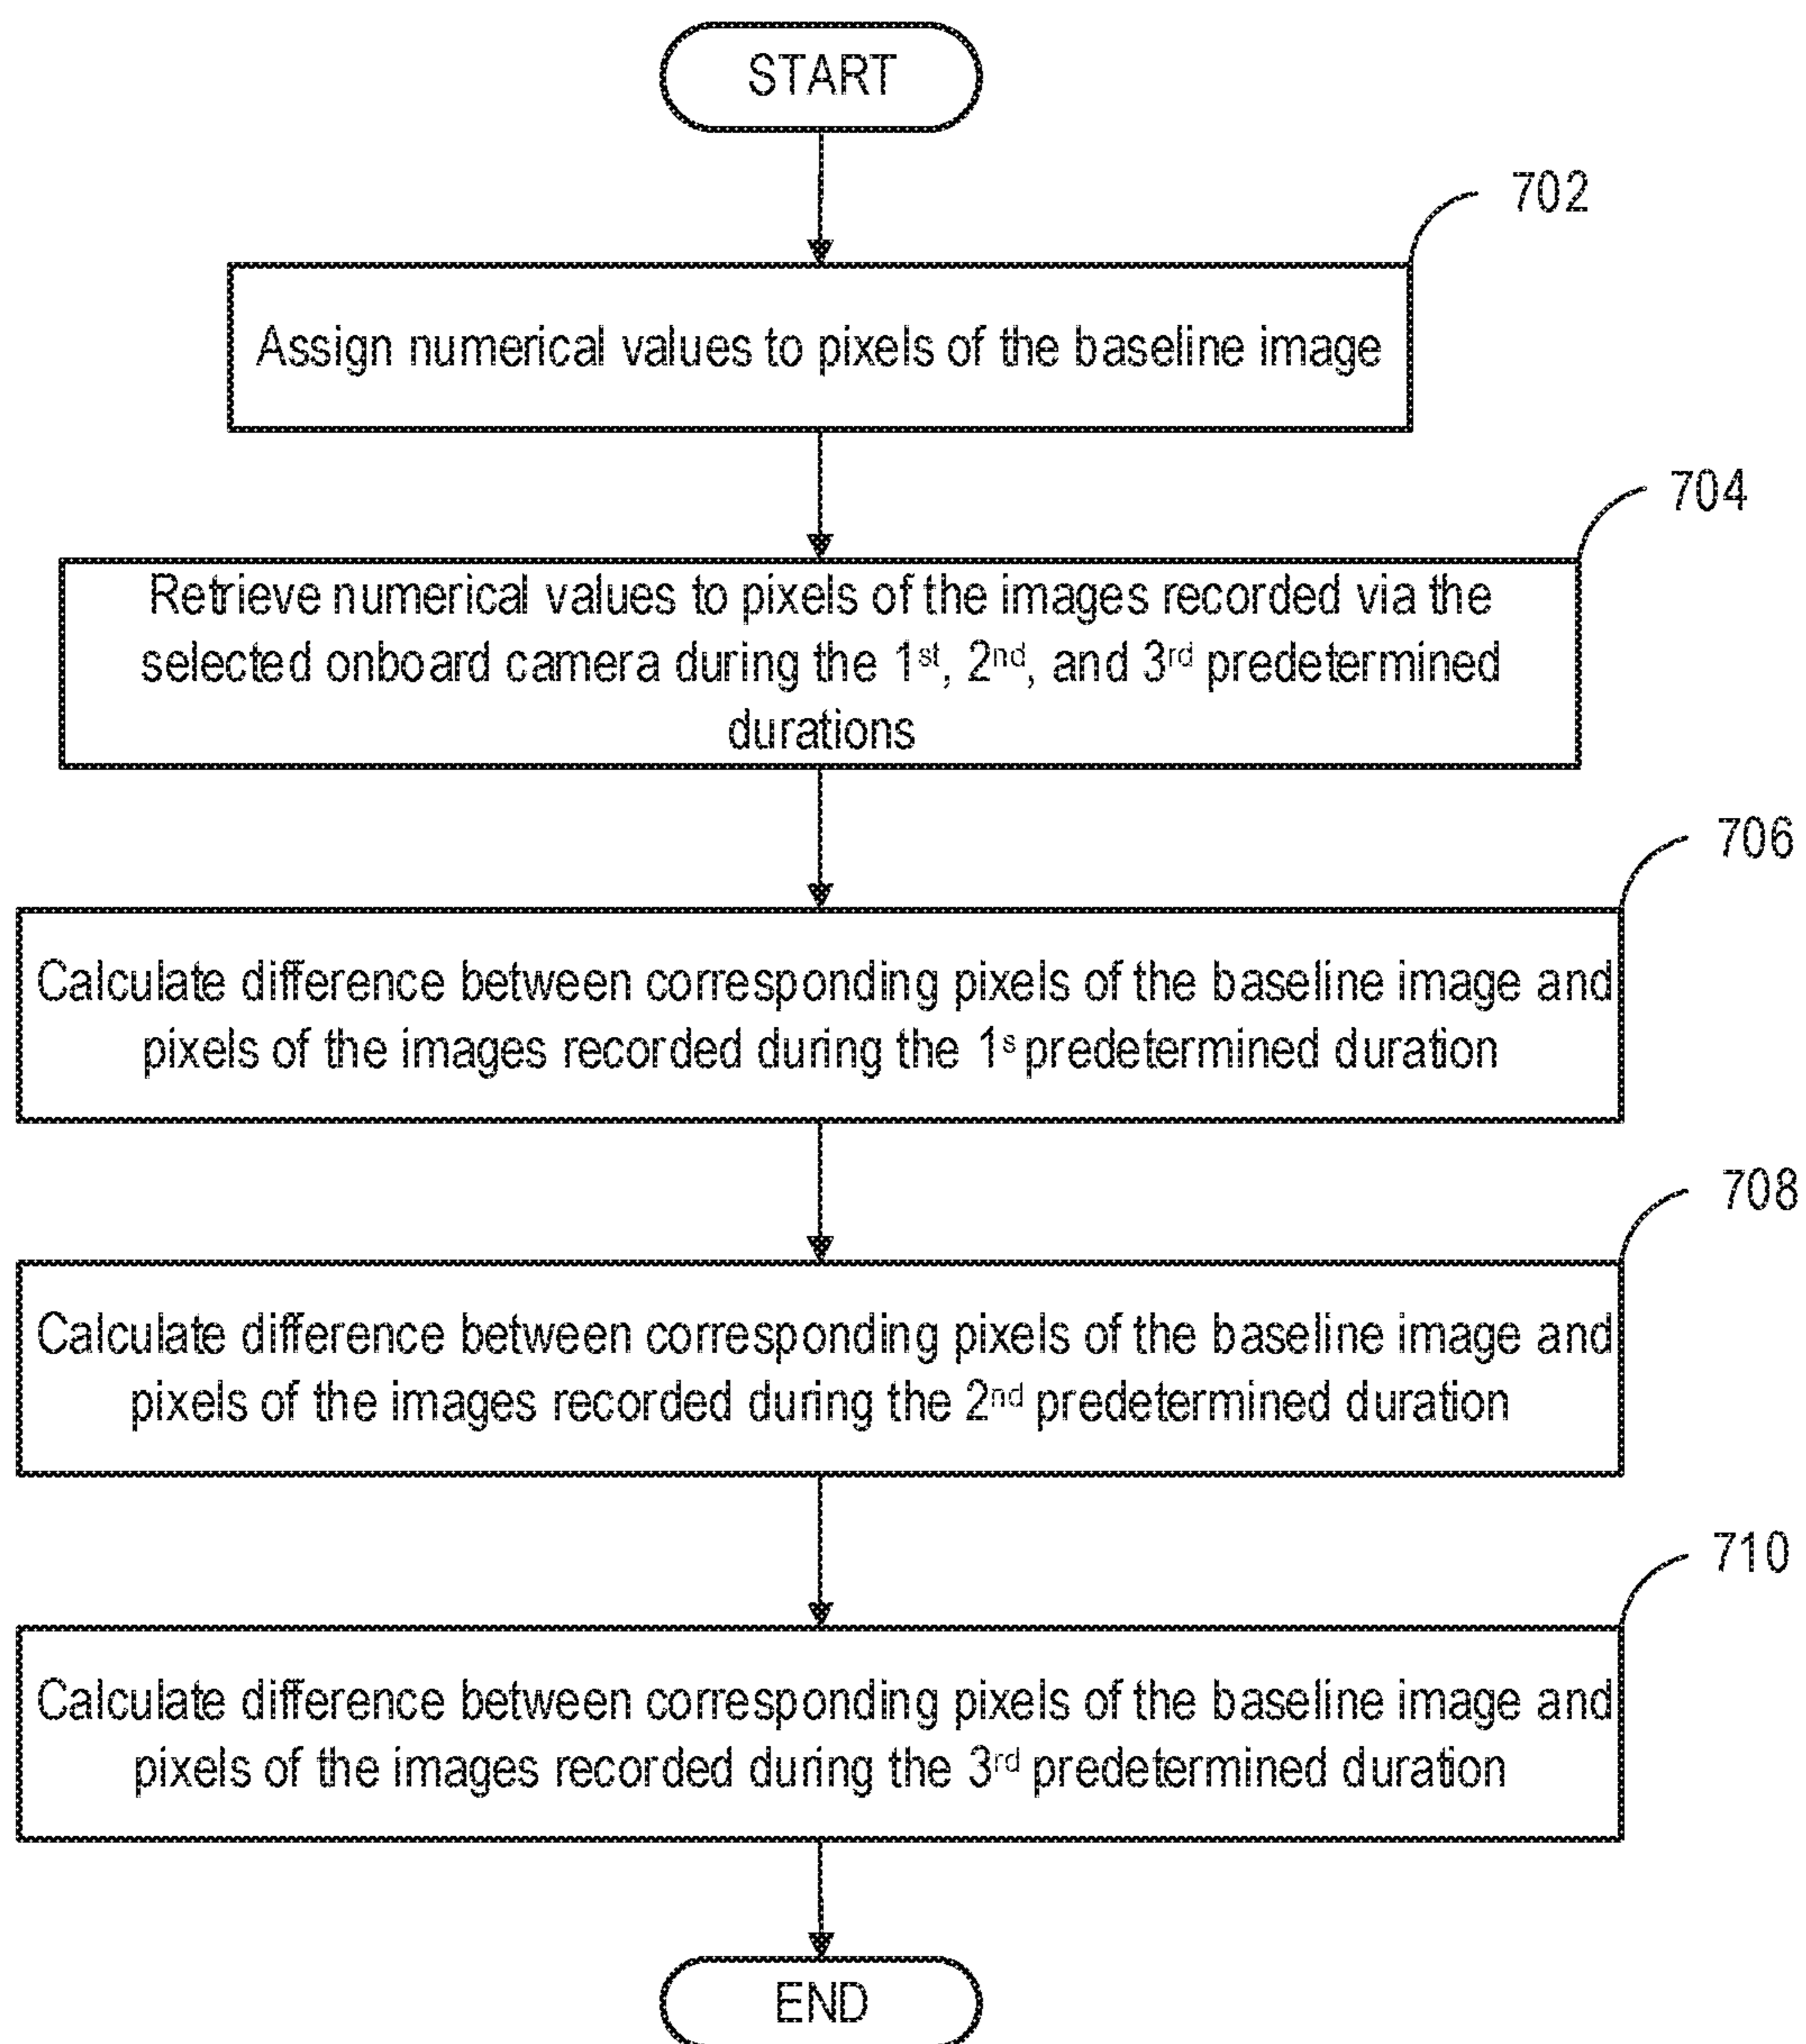 START
702
Assign numerical values to pixels of the baseline image
704
Retrieve numerical values to pixels of the images recorded via the
selected onboard camera during the 1st, 2nd, and 3rd predetermined
durations
706
Calculate difference between corresponding pixels of the baseline image and
pixels of the images recorded during the 1s predetermined duration
708
Calculate difference between corresponding pixels of the baseline image and
pixels of the images recorded during the 2nd predetermined duration
710
Calculate difference between corresponding pixels of the baseline image and
pixels of the images recorded during the 3rd predetermined duration
END